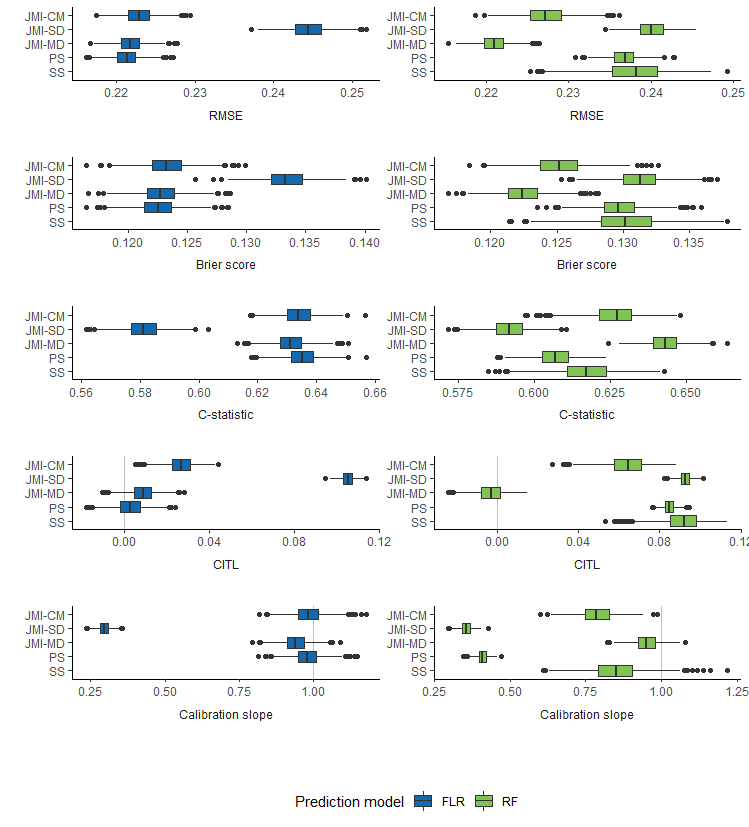 JMI-CM
JMI-SD
JMI-MD
PS
SS
0.22 0.23 0.24 0.25
RMSE
JMI-CM
JMI-SD
JMI-MD
PS
SS
0.22 0.23 0.24 0.25
RMSE
JMI-CM
JMI-SD
JMI-MD
PS
SS
0.120 0.125 0.130 0.135 0.140
Brier score
JMI-CM
JMI-SD
JMI-MD
PS
SS
0.120 0.125 0.130 0.135
Brier score
JMI-CM
JMI-SD
JMI-MD
PS
SS
0.56 0.58 0.60 0.62 0.64 0.66
C-statistic
JMI-CM
JMI-SD
JMI-MD
PS
SS
0.575 0.600 0.625 0.650
C-statistic
JMI-CM
JMI-SD
JMI-MD
PS
SS
0.00 0.04 0.08 0.12
CITL
JMI-CM
JMI-SD
JMI-MD
PS
SS
0.00 0.04 0.08 0.12
CITL
JMI-CM
JMI-SD
JMI-MD
PS
SS
0.25 0.50 0.75 1.00
Calibration slope
JMI-CM
JMI-SD
JMI-MD
PS
SS
0.25 0.50 0.75 1.00 1.25
Calibration slope
Prediction model FLR RF